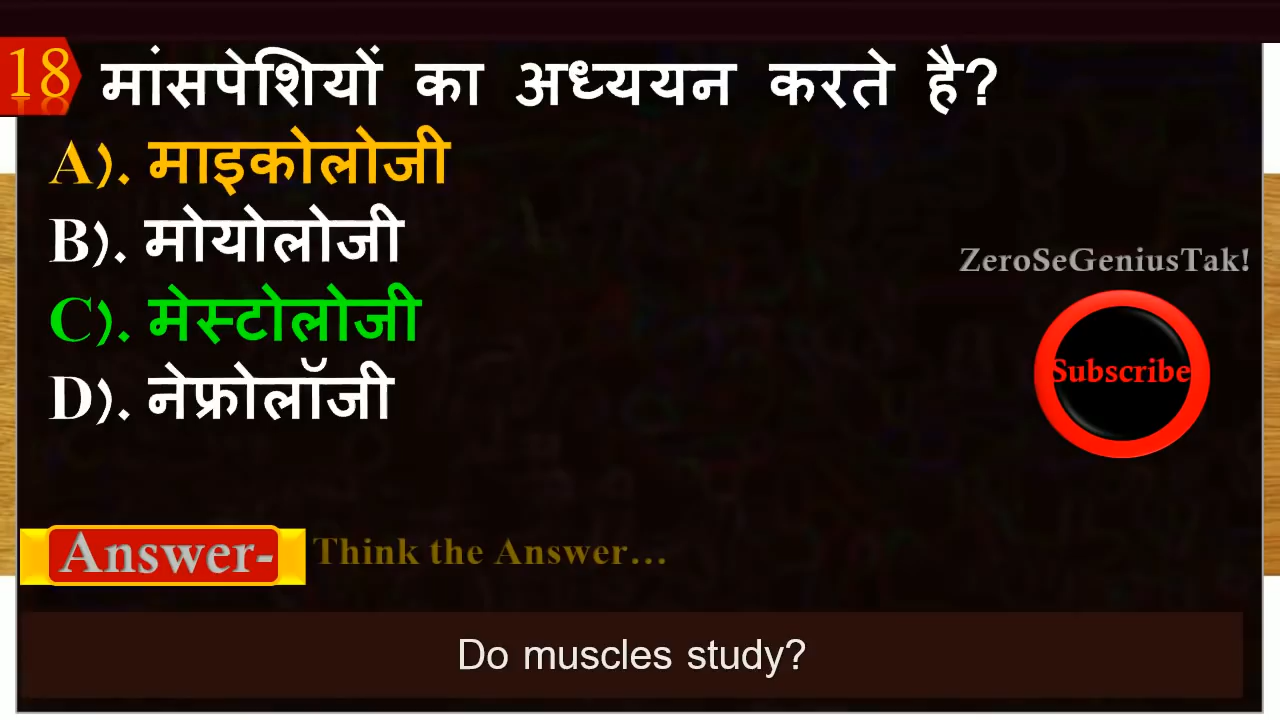 18 मांसपेशियों का अध्ययन करते है?
A). माइकोलोजी
B). मोयोलोजी
C). मेस्टोलोजी
D). नेफ्रोलॉजी
ZeroSeGeniusTak!
Subscribe
Answer- Think the Answer...
Do muscles study?